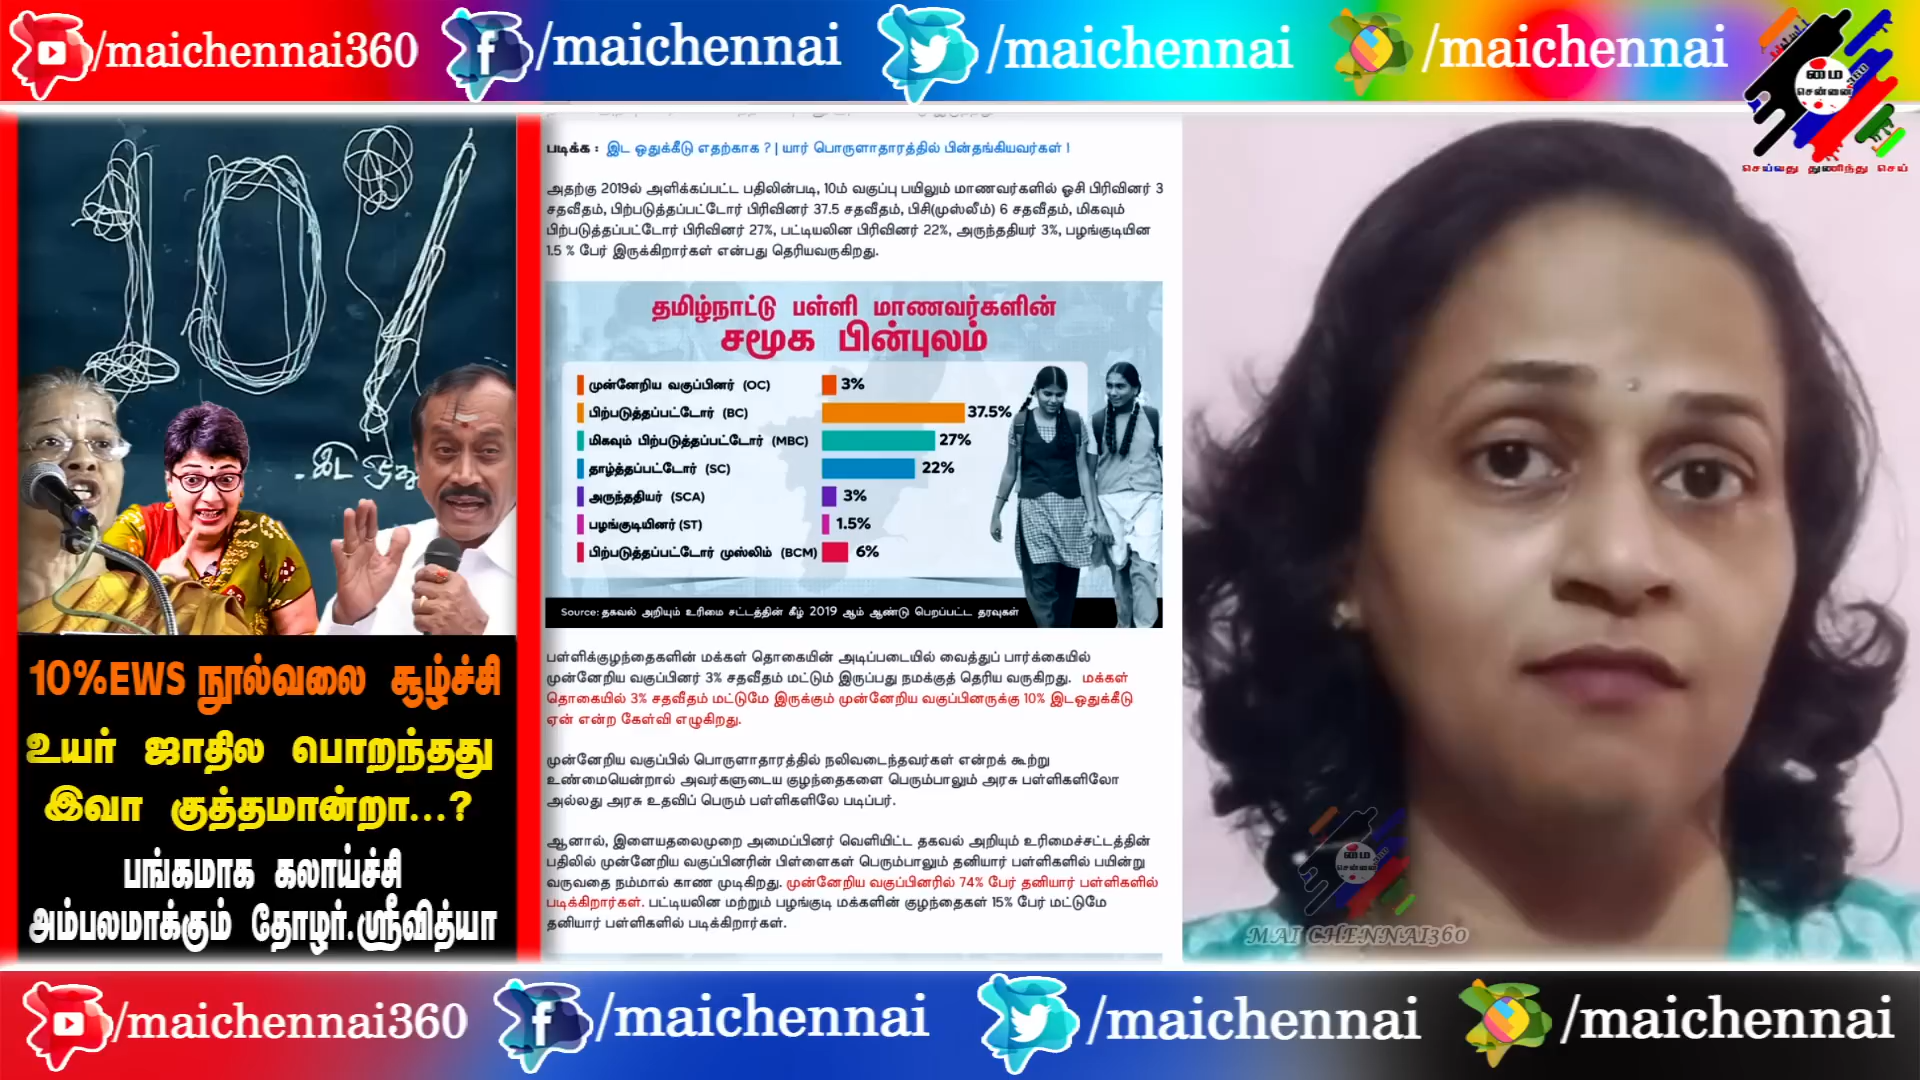 /maichennai360
/maichennai
/maichennai
/maichennai
மை
சென்னை
360
செய்வது துணிந்து செய்
10%
இட ஒது
10%EWS நூல்வலை சூழ்ச்சி
உயர் ஜாதில பொறந்தது
இவா குத்தமான்றா...?
பங்கமாக கலாய்ச்சி
அம்பலமாக்கும் தோழர்.ஸ்ரீவித்யா
படிக்க : இட ஒதுக்கீடு எதற்காக ? | யார் பொருளாதாரத்தில் பின்தங்கியவர்கள் !
அதற்கு 2019ல் அளிக்கப்பட்ட பதிலின்படி, 10ம் வகுப்பு பயிலும் மாணவர்களில் ஓசி பிரிவினர் 3
சதவீதம், பிற்படுத்தப்பட்டோர் பிரிவினர் 37.5 சதவீதம், பிசி(முஸ்லீம்) 6 சதவீதம், மிகவும்
பிற்படுத்தப்பட்டோர் பிரிவினர் 27%, பட்டியலின பிரிவினர் 22%, அருந்ததியர் 3%, பழங்குடியின
1.5 % பேர் இருக்கிறார்கள் என்பது தெரியவருகிறது.
தமிழ்நாட்டு பள்ளி மாணவர்களின்
சமூக பின்புலம்
முன்னேறிய வகுப்பினர் (OC) 3%
பிற்படுத்தப்பட்டோர் (BC) 37.5%
மிகவும் பிற்படுத்தப்பட்டோர் (MBC) 27%
தாழ்த்தப்பட்டோர் (SC) 22%
அருந்ததியர் (SCA) 3%
பழங்குடியினர் (ST) 1.5%
பிற்படுத்தப்பட்டோர் முஸ்லிம் (BCM) 6%
Source: தகவல் அறியும் உரிமை சட்டத்தின் கீழ் 2019 ஆம் ஆண்டு பெறப்பட்ட தரவுகள்
பள்ளிக்குழந்தைகளின் மக்கள் தொகையின் அடிப்படையில் வைத்துப் பார்க்கையில்
முன்னேறிய வகுப்பினர் 3% சதவீதம் மட்டும் இருப்பது நமக்குத் தெரிய வருகிறது. மக்கள்
தொகையில் 3% சதவீதம் மட்டுமே இருக்கும் முன்னேறிய வகுப்பினருக்கு 10% இடஒதுக்கீடு
ஏன் என்ற கேள்வி எழுகிறது.
முன்னேறிய வகுப்பில் பொருளாதாரத்தில் நலிவடைந்தவர்கள் என்றக் கூற்று
உண்மையென்றால் அவர்களுடைய குழந்தைகளை பெரும்பாலும் அரசு பள்ளிகளிலோ
அல்லது அரசு உதவிப் பெரும் பள்ளிகளிலே படிப்பர்.
ஆனால், இளையதலைமுறை அமைப்பினர் வெளியிட்ட தகவல் அறியும் உரிமைச்சட்டத்தின்
பதிலில் முன்னேறிய வகுப்பினரின் பிள்ளைகள் பெரும்பாலும் தனியார் பள்ளிகளில் பயின்று
வருவதை நம்மால் காண முடிகிறது. முன்னேறிய வகுப்பினரில் 74% பேர் தனியார் பள்ளிகளில்
படிக்கிறார்கள். பட்டியலின மற்றும் பழங்குடி மக்களின் குழந்தைகள் 15% பேர் மட்டுமே
தனியார் பள்ளிகளில் படிக்கிறார்கள்.
மை
சென்னை
360
MAI CHENNAI360
/maichennai360
/maichennai
/maichennai
/maichennai